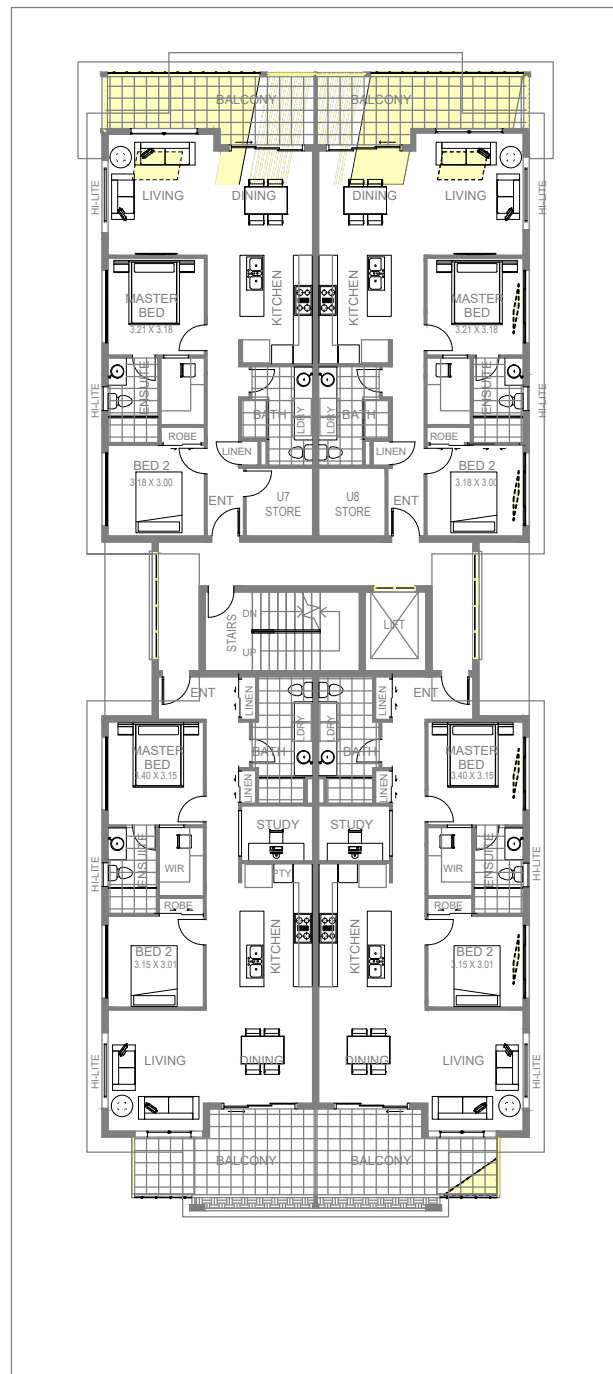 BALCONY
BALCONY
LIVING
DINING
DINING
LIVING
HI-LITE
HI-LITE
KITCHEN
KITCHEN
MASTER
BED
3.21 X 3.18
MASTER
BED
3.21 X 3.18
HI-LITE
ENSUITE
ENSUITE
HI-LITE
BATH
LDRY
LDRY
BATH
ROBE
ROBE
LINEN
LINEN
BED 2
3.18 X 3.00
BED 2
3.18 X 3.00
ENT
U7
STORE
U8
STORE
ENT
STAIRS
DN
UP
LIFT
ENT
ENT
LINEN
LINEN
LDRY
LDRY
BATH
BATH
MASTER
BED
3.40 X 3.15
MASTER
BED
3.40 X 3.15
LINEN
LINEN
STUDY
STUDY
HI-LITE
ENSUITE
WIR
WIR
ENSUITE
HI-LITE
PTY
ROBE
ROBE
KITCHEN
KITCHEN
BED 2
3.15 X 3.01
BED 2
3.15 X 3.01
HI-LITE
LIVING
DINING
DINING
LIVING
HI-LITE
BALCONY
BALCONY